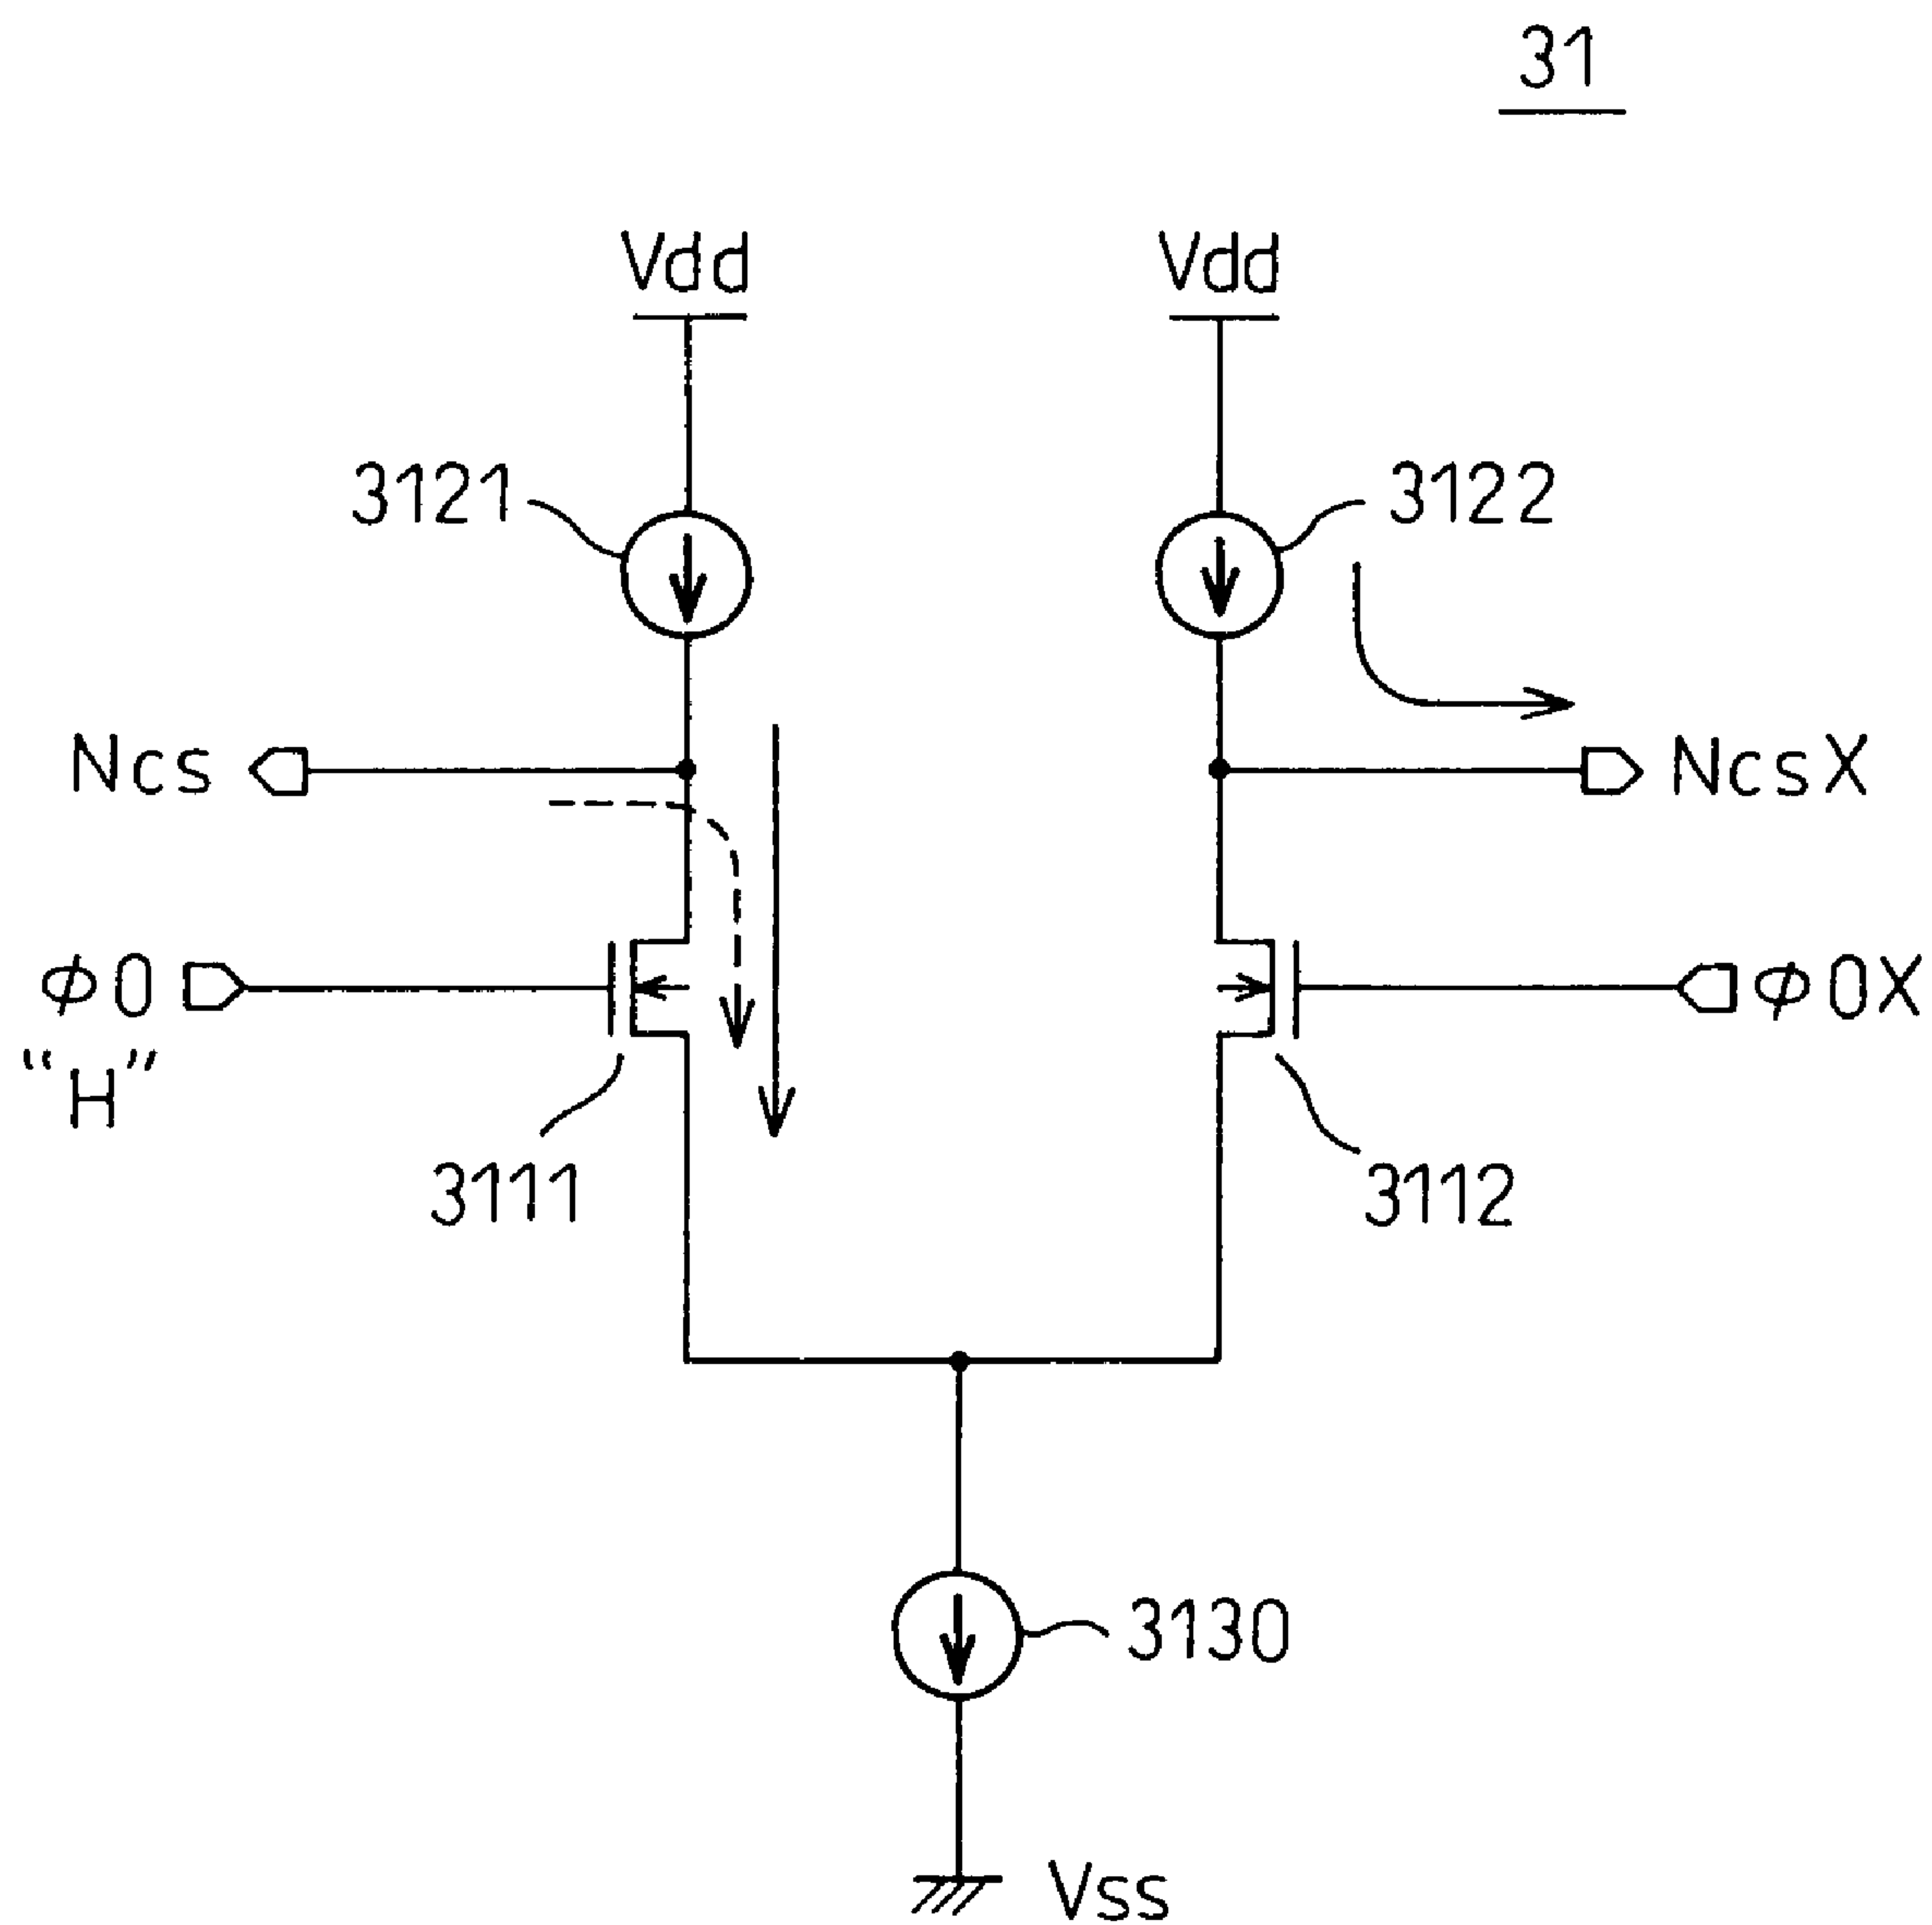 31
Vdd
Vdd
3121
3122
Ncs
NcsX
φ0
φ0X
“H”
3111
3112
3130
Vss